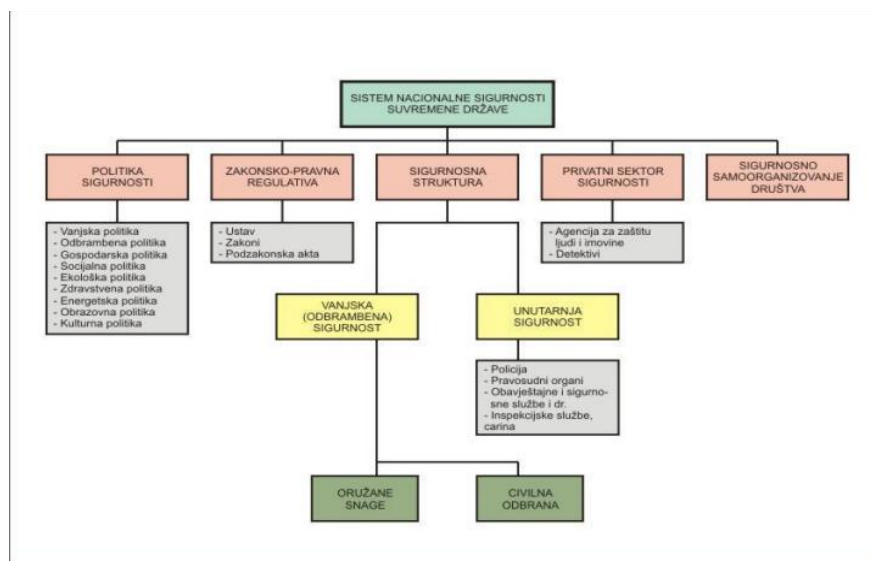 SISTEM NACIONALNE SIGURNOSTI
SUVREMENE DRŽAVE
POLITIKA
SIGURNOSTI
ZAKONSKO-PRAVNA
REGULATIVA
SIGURNOSNA
STRUKTURA
PRIVATNI SEKTOR
SIGURNOSTI
SIGURNOSNO
SAMOORGANIZOVANJE
DRUŠTVA
- Vanjska politika
- Odbrambena politika
- Gospodarska politika
- Socijalna politika
- Ekološka politika
- Zdravstvena politika
- Energetska politika
- Obrazovna politika
- Kulturna politika
- Ustav
- Zakoni
- Podzakonska akta
- Agencija za zaštitu
ljudi i imovine
- Detektivi
VANJSKA
(ODBRAMBENA)
SIGURNOST
UNUTARNJA
SIGURNOST
- Policija
- Pravosudni organi
- Obavještajne i sigurno-
sne službe i dr.
- Inspekcijske službe,
carina
ORUŽANE
SNAGE
CIVILNA
ODBRANA